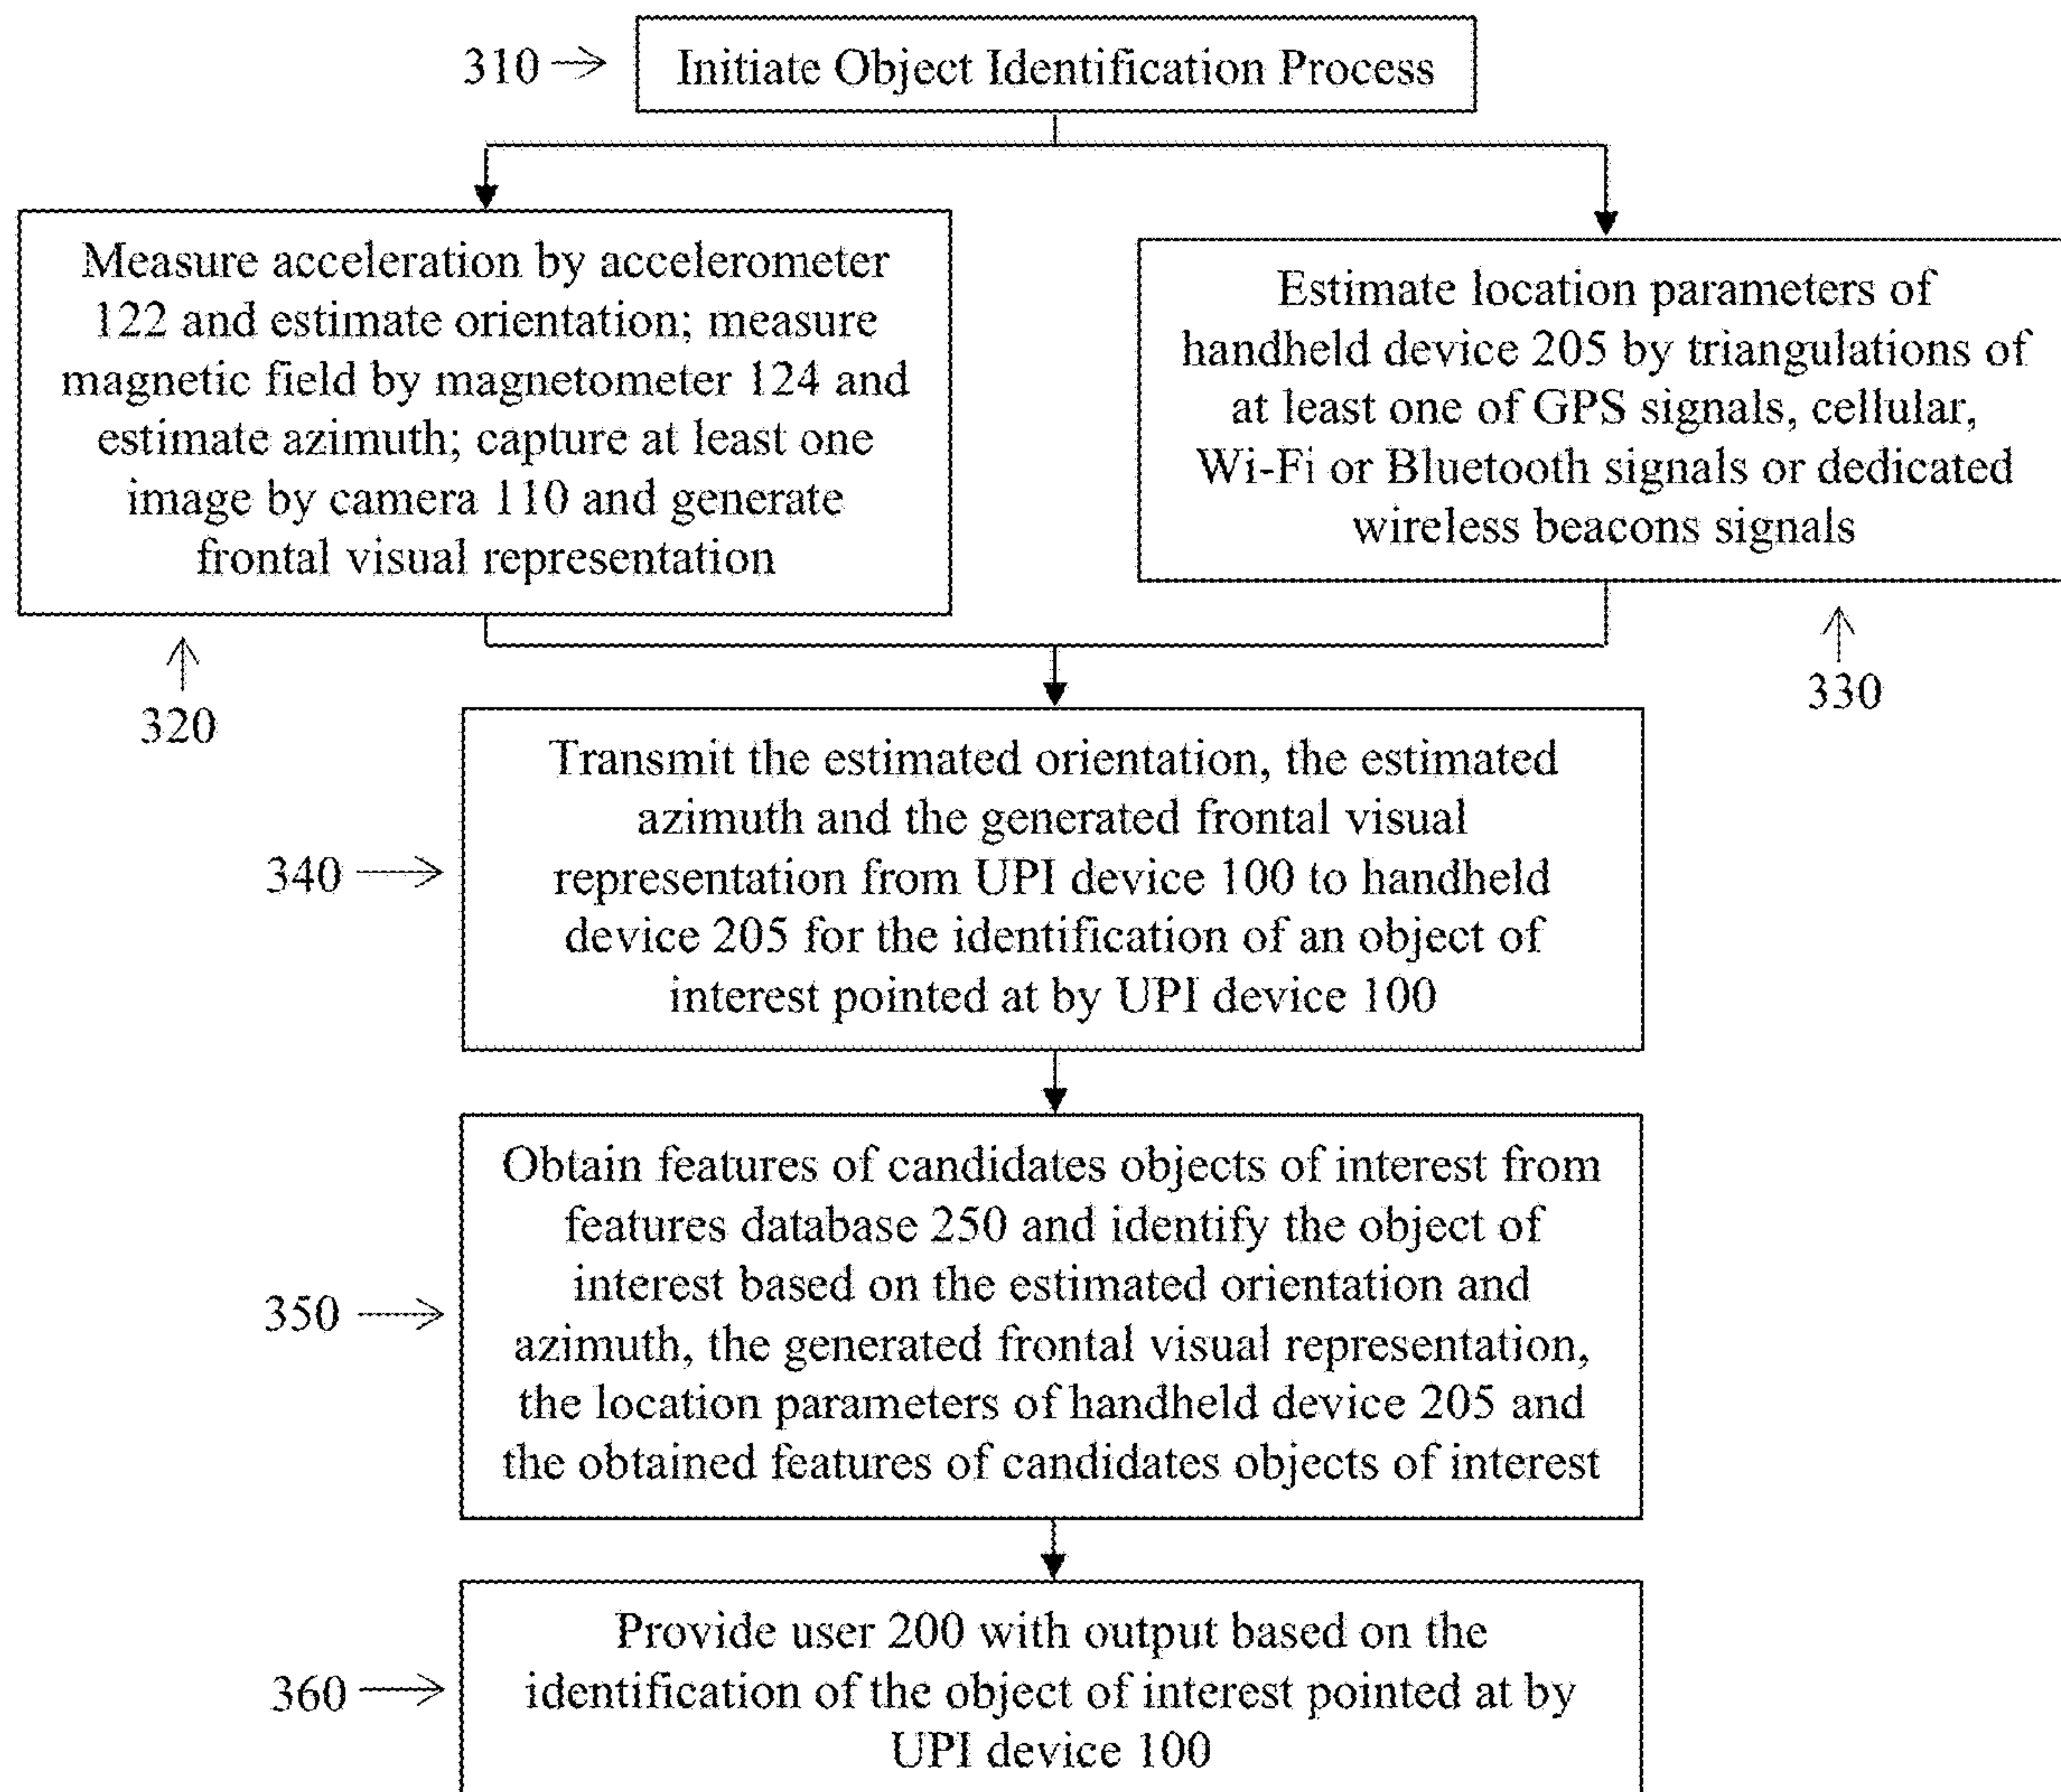 310
Initiate Object Identification Process
Measure acceleration by accelerometer
122 and estimate orientation; measure
magnetic field by magnetometer 124 and
estimate azimuth; capture at least one
image by camera 110 and generate
frontal visual representation
320
Estimate location parameters of
handheld device 205 by triangulations of
at least one of GPS signals, cellular,
Wi-Fi or Bluetooth signals or dedicated
wireless beacons signals
330
340
Transmit the estimated orientation, the estimated
azimuth and the generated frontal visual
representation from UPI device 100 to handheld
device 205 for the identification of an object of
interest pointed at by UPI device 100
350
Obtain features of candidates objects of interest from
features database 250 and identify the object of
interest based on the estimated orientation and
azimuth, the generated frontal visual representation,
the location parameters of handheld device 205 and
the obtained features of candidates objects of interest
360
Provide user 200 with output based on the
identification of the object of interest pointed at by
UPI device 100